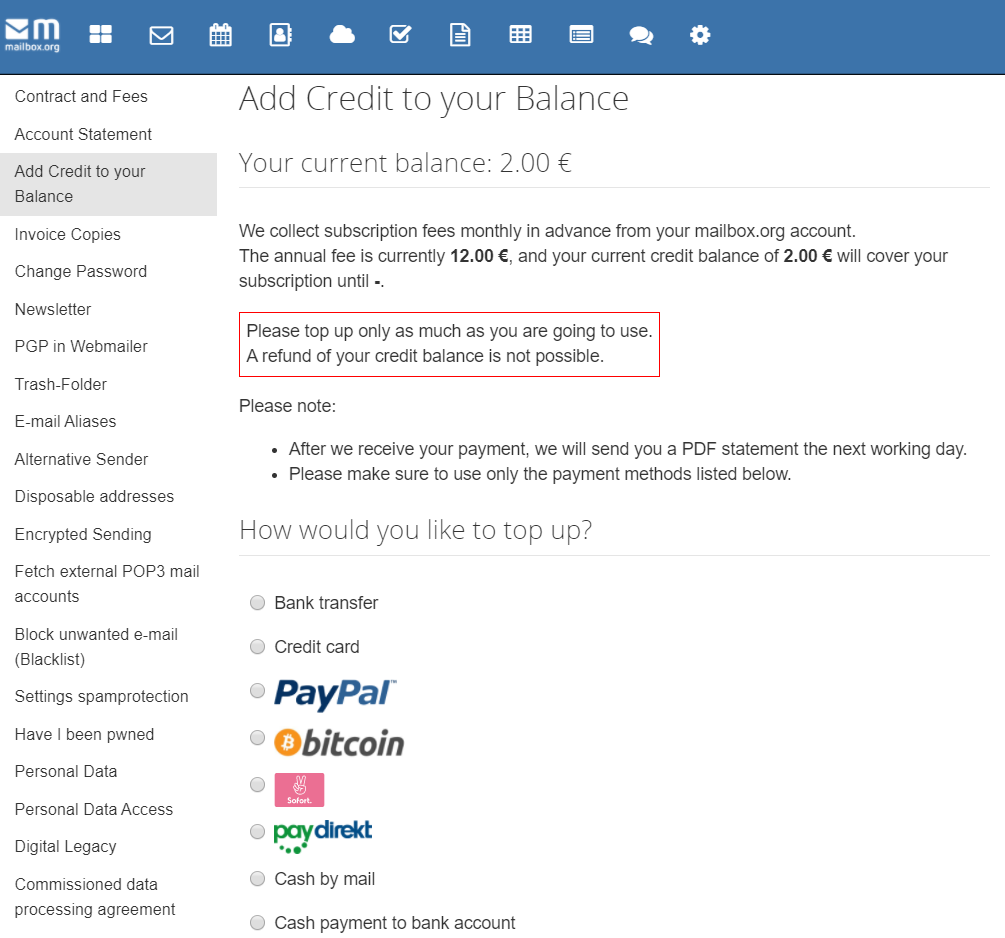 mailbox.org
Contract and Fees
Account Statement
Add Credit to your
Balance
Invoice Copies
Change Password
Newsletter
PGP in Webmailer
Trash-Folder
E-mail Aliases
Alternative Sender
Disposable addresses
Encrypted Sending
Fetch external POP3 mail
accounts
Block unwanted e-mail
(Blacklist)
Settings spamprotection
Have I been pwned
Personal Data
Personal Data Access
Digital Legacy
Commissioned data
processing agreement
Add Credit to your Balance
Your current balance: 2.00 €
We collect subscription fees monthly in advance from your mailbox.org account.
The annual fee is currently 12.00 €, and your current credit balance of 2.00 € will cover your
subscription until -.
Please top up only as much as you are going to use.
A refund of your credit balance is not possible.
Please note:
• After we receive your payment, we will send you a PDF statement the next working day.
• Please make sure to use only the payment methods listed below.
How would you like to top up?
Bank transfer
Credit card
PayPal™
bitcoin
Sofort.
paydirekt
Cash by mail
Cash payment to bank account